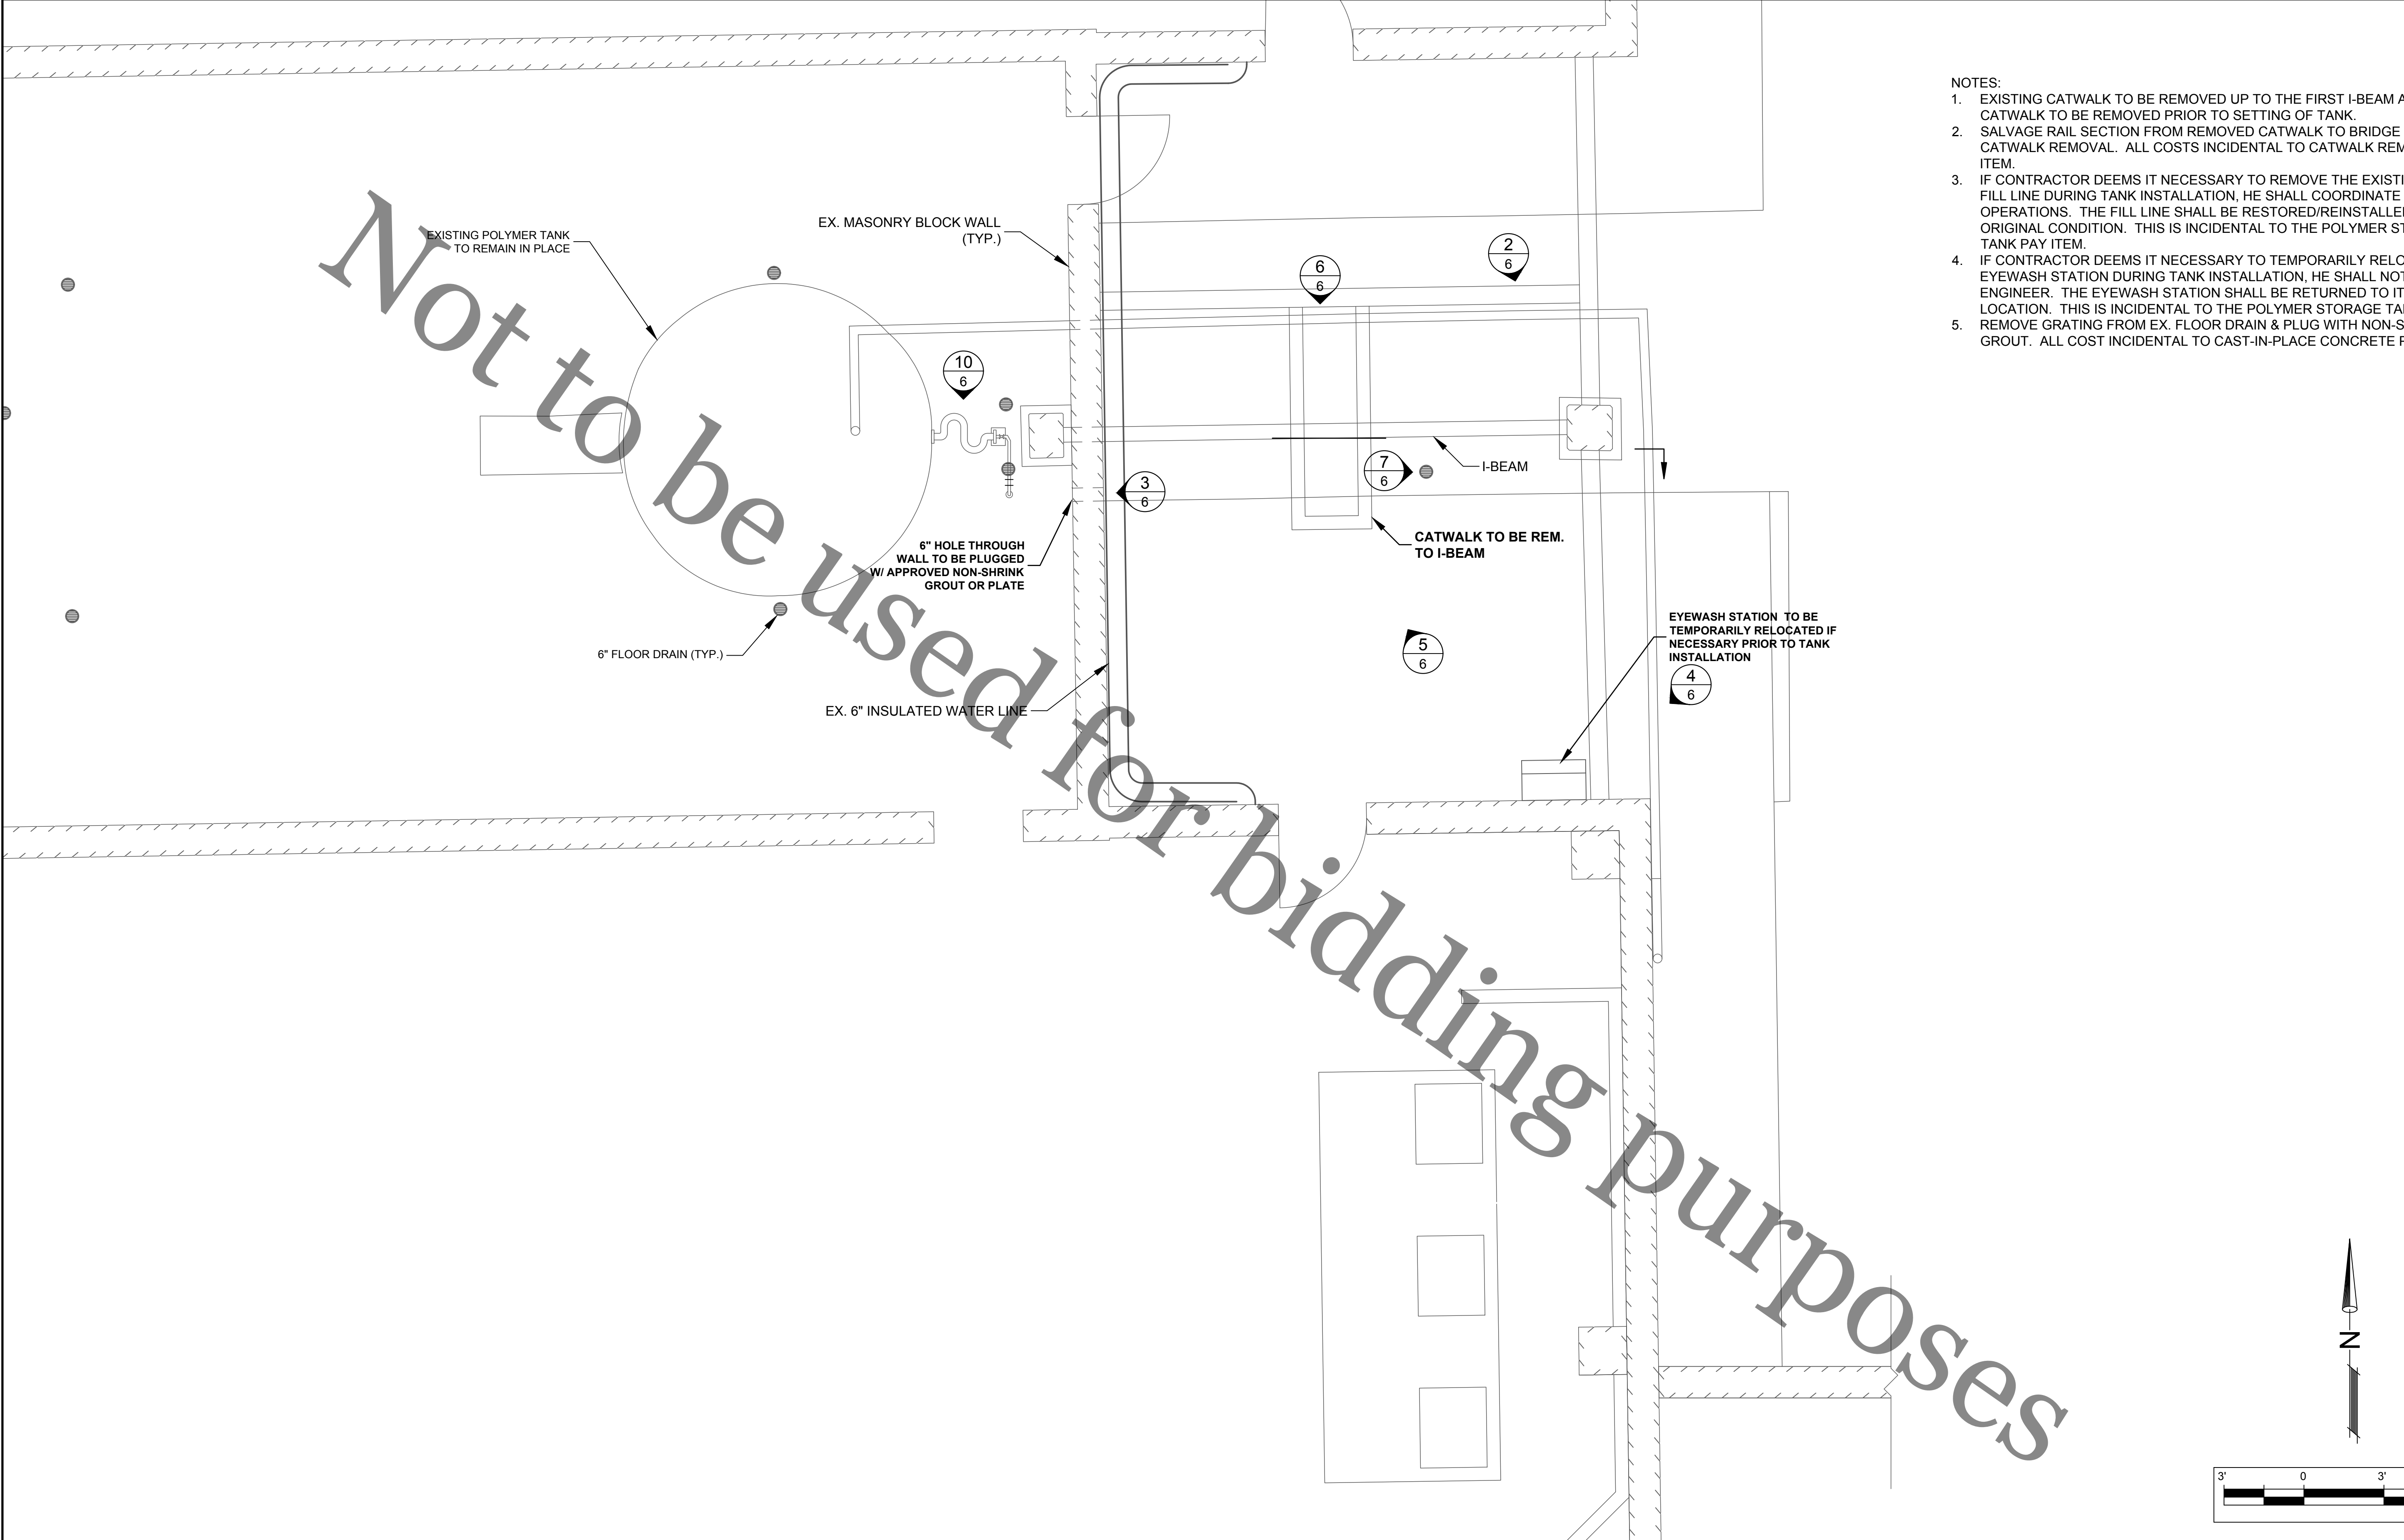 NOTES:
1. EXISTING CATWALK TO BE REMOVED UP TO THE FIRST I-BEAM
CATWALK TO BE REMOVED PRIOR TO SETTING OF TANK.
2. SALVAGE RAIL SECTION FROM REMOVED CATWALK TO BRIDGE
CATWALK REMOVAL. ALL COSTS INCIDENTAL TO CATWALK
ITEM.
3. IF CONTRACTOR DEEMS IT NECESSARY TO REMOVE THE
FILL LINE DURING TANK INSTALLATION, HE SHALL COORDINATE
OPERATIONS. THE FILL LINE SHALL BE
ORIGINAL CONDITION. THIS IS INCIDENTAL TO THE POLYMER
TANK PAY ITEM.
4. IF CONTRACTOR DEEMS IT NECESSARY TO TEMPORARILY
EYEWASH STATION DURING TANK INSTALLATION, HE SHALL
ENGINEER. THE EYEWASH STATION SHALL BE RETURNED TO
LOCATION. THIS IS INCIDENTAL TO THE POLYMER STORAGE
5. REMOVE GRATING FROM EX. FLOOR DRAIN & PLUG WITH
GROUT. ALL COST INCIDENTAL TO CAST-IN-PLACE CONCRETE
EXISTING POLYMER TANK
TO REMAIN IN PLACE
EX. MASONRY BLOCK WALL
(TYP.)
2
6
6
6
10
6
I-BEAM
7
6
3
6
6" HOLE THROUGH
WALL TO BE PLUGGED
W/ APPROVED NON-SHRINK
GROUT OR PLATE
CATWALK TO BE REM.
TO I-BEAM
6" FLOOR DRAIN (TYP.)
5
6
EYEWASH STATION TO BE
TEMPORARILY RELOCATED IF
NECESSARY PRIOR TO TANK
INSTALLATION
4
6
EX. 6" INSULATED WATER LINE
Not to be used for bidding purposes
N
3' 0 3'